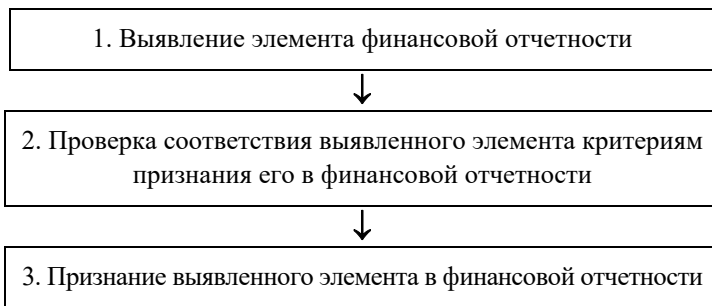 1. Выявление элемента финансовой отчетности
2. Проверка соответствия выявленного элемента критериям
признания его в финансовой отчетности
3. Признание выявленного элемента в финансовой отчетности